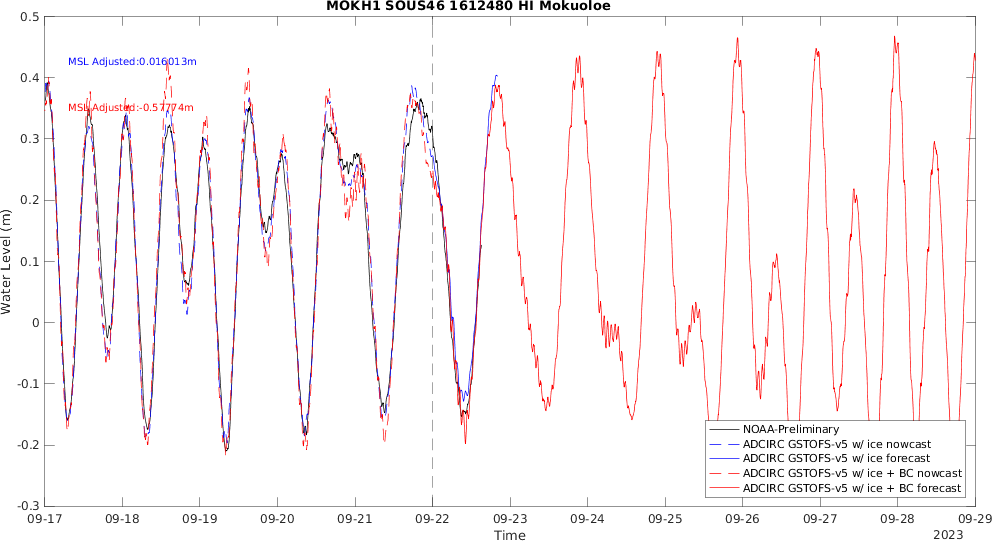 MOKH1 SOUS46 1612480 HI Mokuoloe
0.5
MSL Adjusted:0.016013m
0.4
MSL Adjusted:-0.57774m
0.3
0.2
0.1
Water Level (m)
0
-0.1
-0.2
-0.3
NOAA-Preliminary
ADCIRC GSTOFS-v5 w/ ice nowcast
ADCIRC GSTOFS-v5 w/ ice forecast
ADCIRC GSTOFS-v5 w/ ice + BC nowcast
ADCIRC GSTOFS-v5 w/ ice + BC forecast
09-17 09-18 09-19 09-20 09-21 09-22 09-23 09-24 09-25 09-26 09-27 09-28 09-29
Time
2023